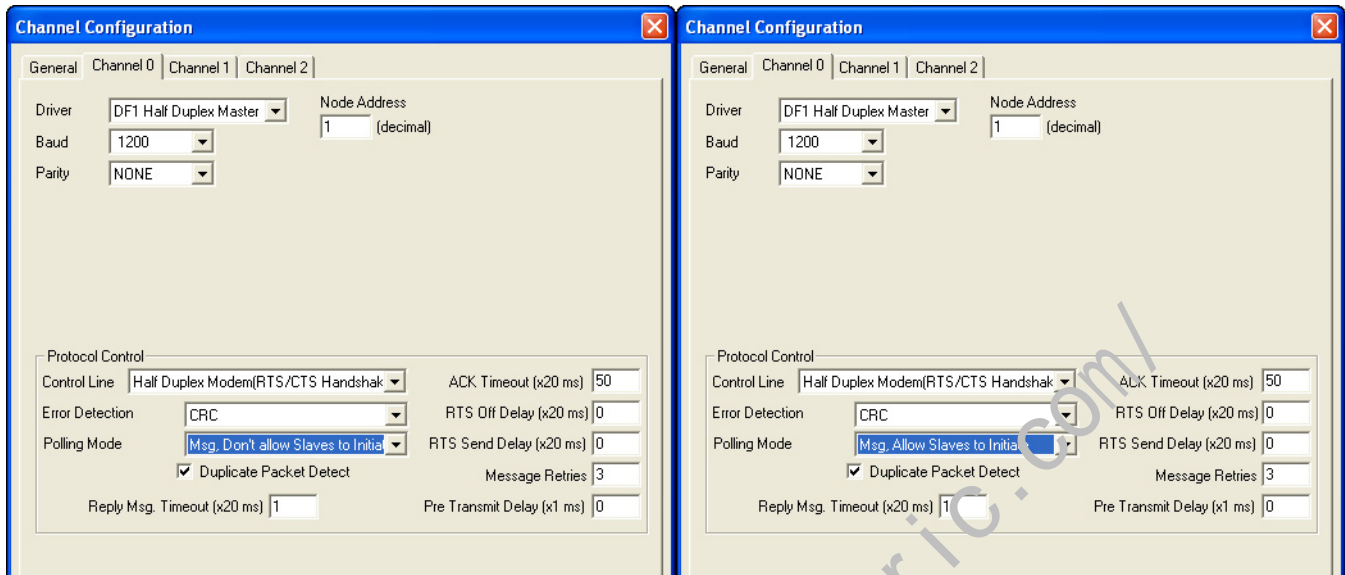 Channel Configuration
General Channel 0 Channel 1 Channel 2
Driver DF1 Half Duplex Master
Node Address
1 (decimal)
Baud 1200
Parity NONE
Protocol Control
Control Line Half Duplex Modem(RTS/CTS Handshak
ACK Timeout (x20 ms) 50
Error Detection CRC
RTS Off Delay (x20 ms) 0
Polling Mode Msg, Don't allow Slaves to Initial
RTS Send Delay (x20 ms) 0
Duplicate Packet Detect
Message Retries 3
Reply Msg. Timeout (x20 ms) 1
Pre Transmit Delay (x1 ms) 0
Channel Configuration
General Channel 0 Channel 1 Channel 2
Driver DF1 Half Duplex Master
Node Address
1 (decimal)
Baud 1200
Parity NONE
Protocol Control
Control Line Half Duplex Modem(RTS/CTS Handshak
ACK Timeout (x20 ms) 50
Error Detection CRC
RTS Off Delay (x20 ms) 0
Polling Mode Msg, Allow Slaves to
RTS Send Delay (x20 ms) 0
Duplicate Packet Detect
Message Retries 3
Reply Msg. Timeout (x20 ms) 1
Pre Transmit Delay (x1 ms) 0
ric.com/